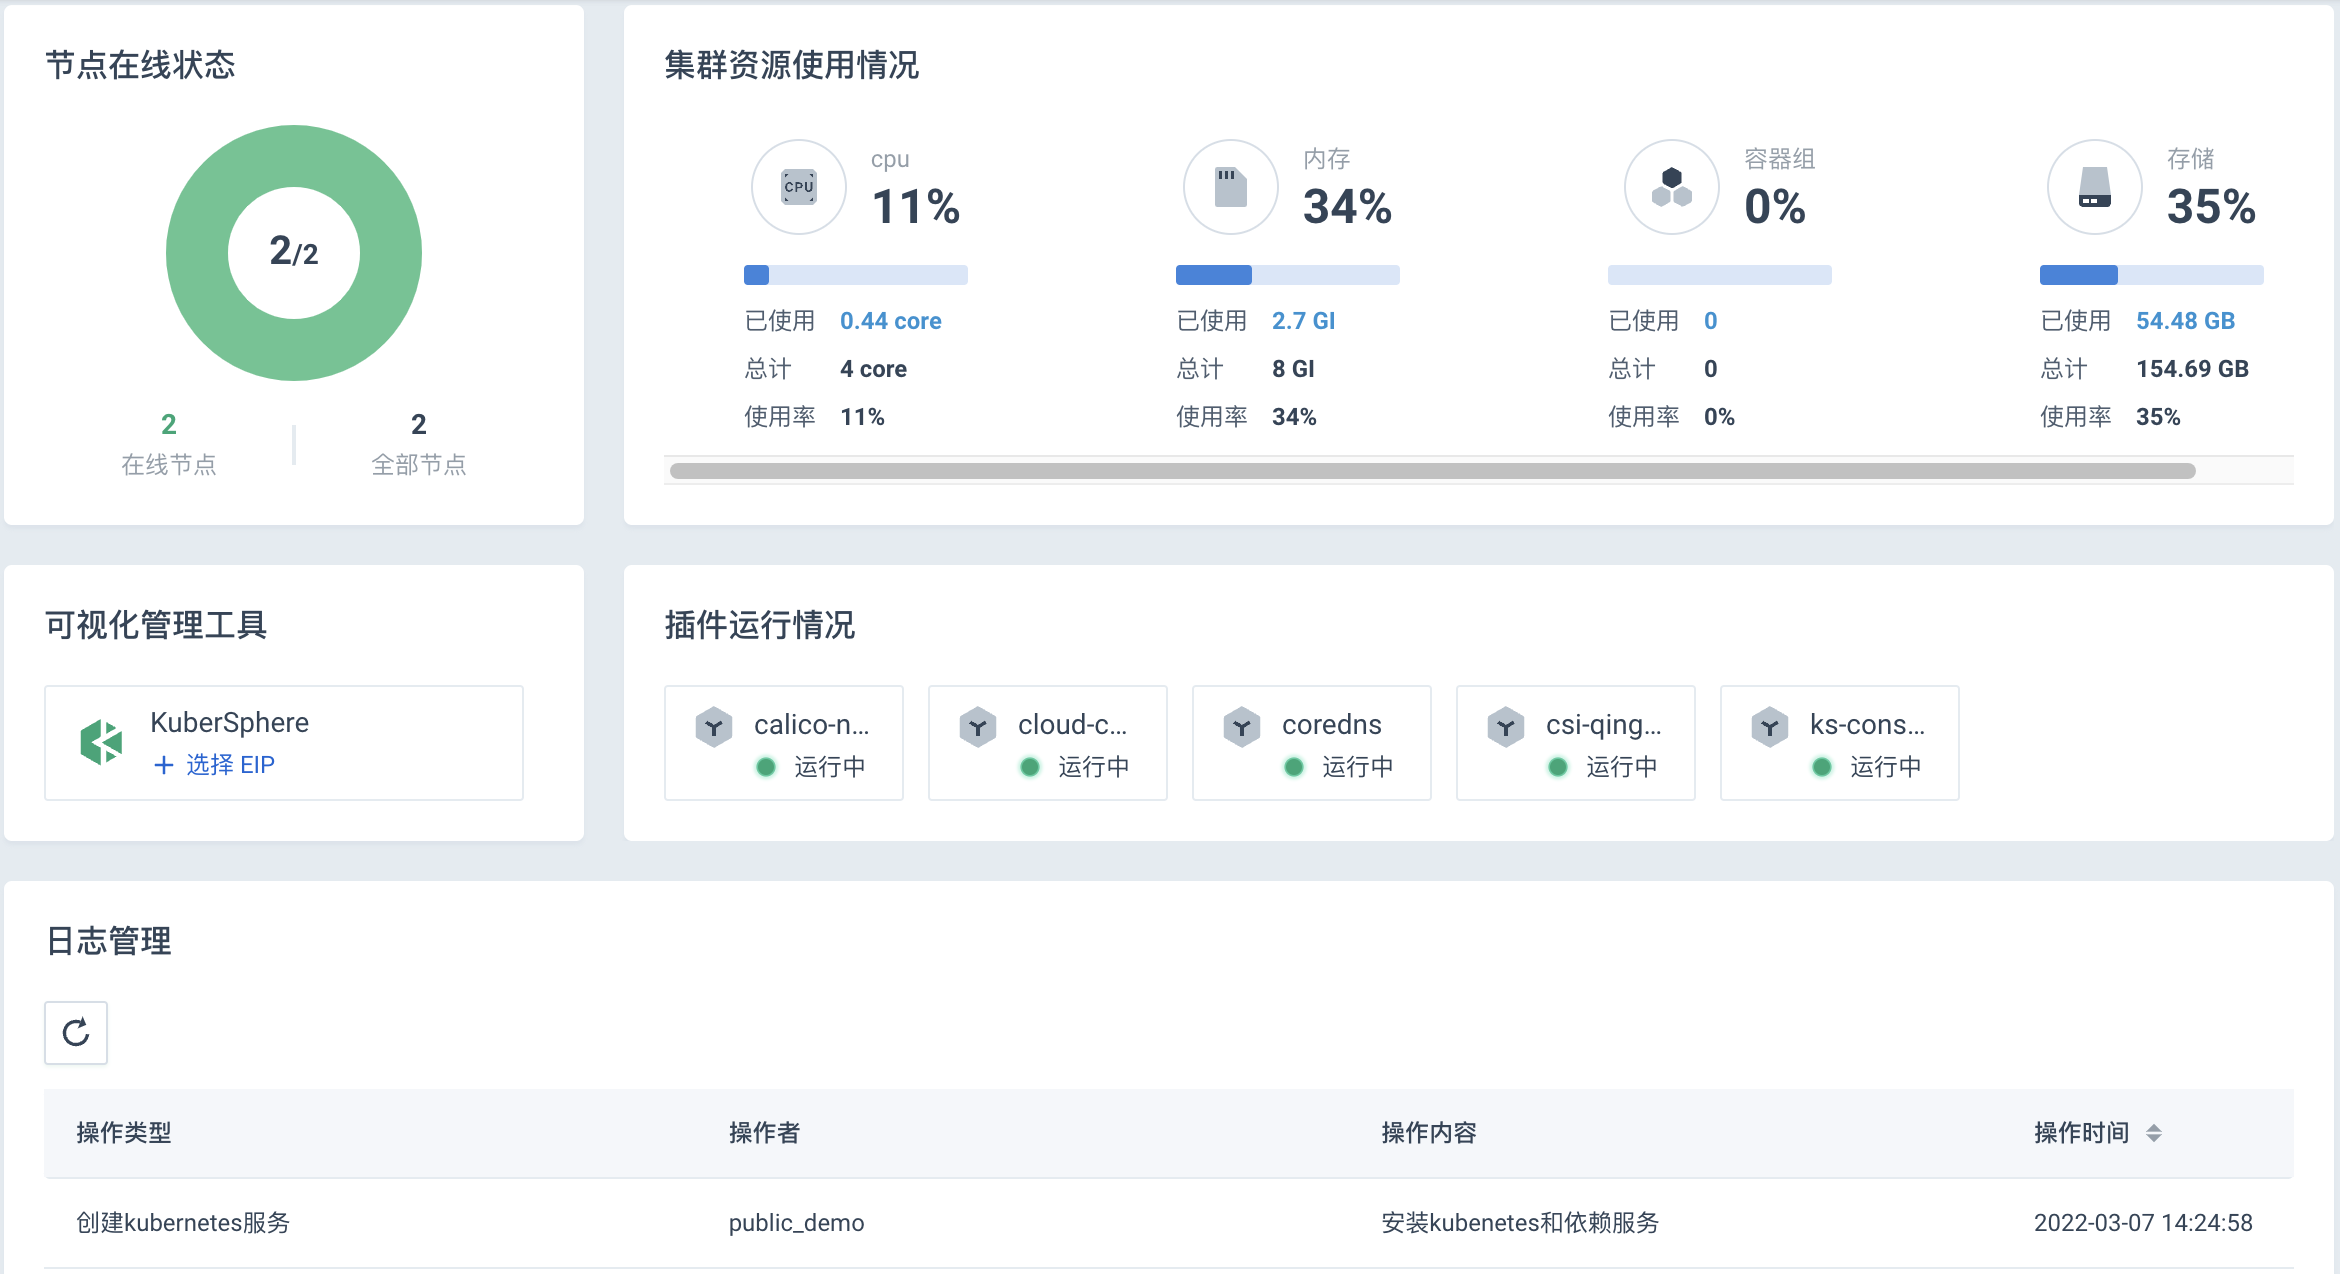 节点在线状态
2/2
2
在线节点
2
全部节点
集群资源使用情况
CPU
cpu
11%
已使用 0.44 core
总计 4 core
使用率 11%
内存
34%
已使用 2.7 GI
总计 8 GI
使用率 34%
容器组
0%
已使用 0
总计 0
使用率 0%
存储
35%
已使用 54.48 GB
总计 154.69 GB
使用率 35%
可视化管理工具
KuberSphere
+ 选择 EIP
插件运行情况
calico-n...
运行中
cloud-c...
运行中
coredns
运行中
csi-qing...
运行中
ks-cons...
运行中
日志管理
操作类型 操作者 操作内容 操作时间
创建kubernetes服务 public_demo 安装kubenetes和依赖服务 2022-03-07 14:24:58